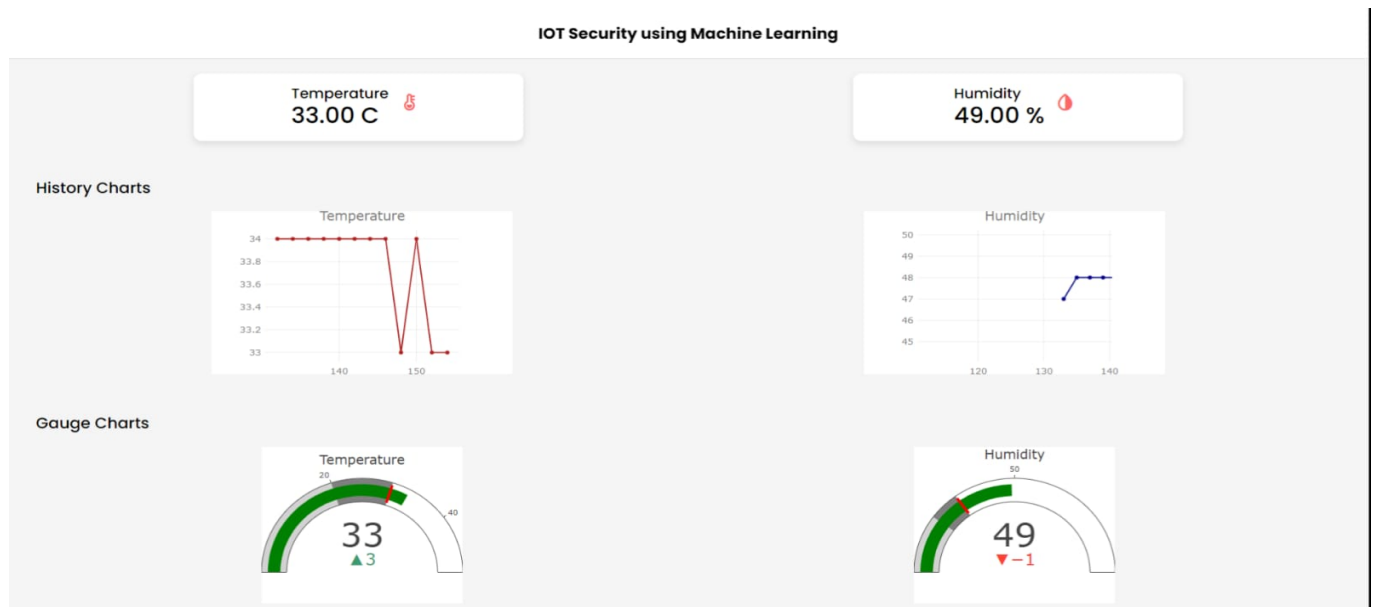 IOT Security using Machine Learning
Temperature
33.00 C
Humidity
49.00 %
History Charts
Temperature
34
33.8
33.6
33.4
33.2
33
140 150
Humidity
50
49
48
47
46
45
120 130 140
Gauge Charts
Temperature
20
40
33
▲3
Humidity
50
49
▼−1